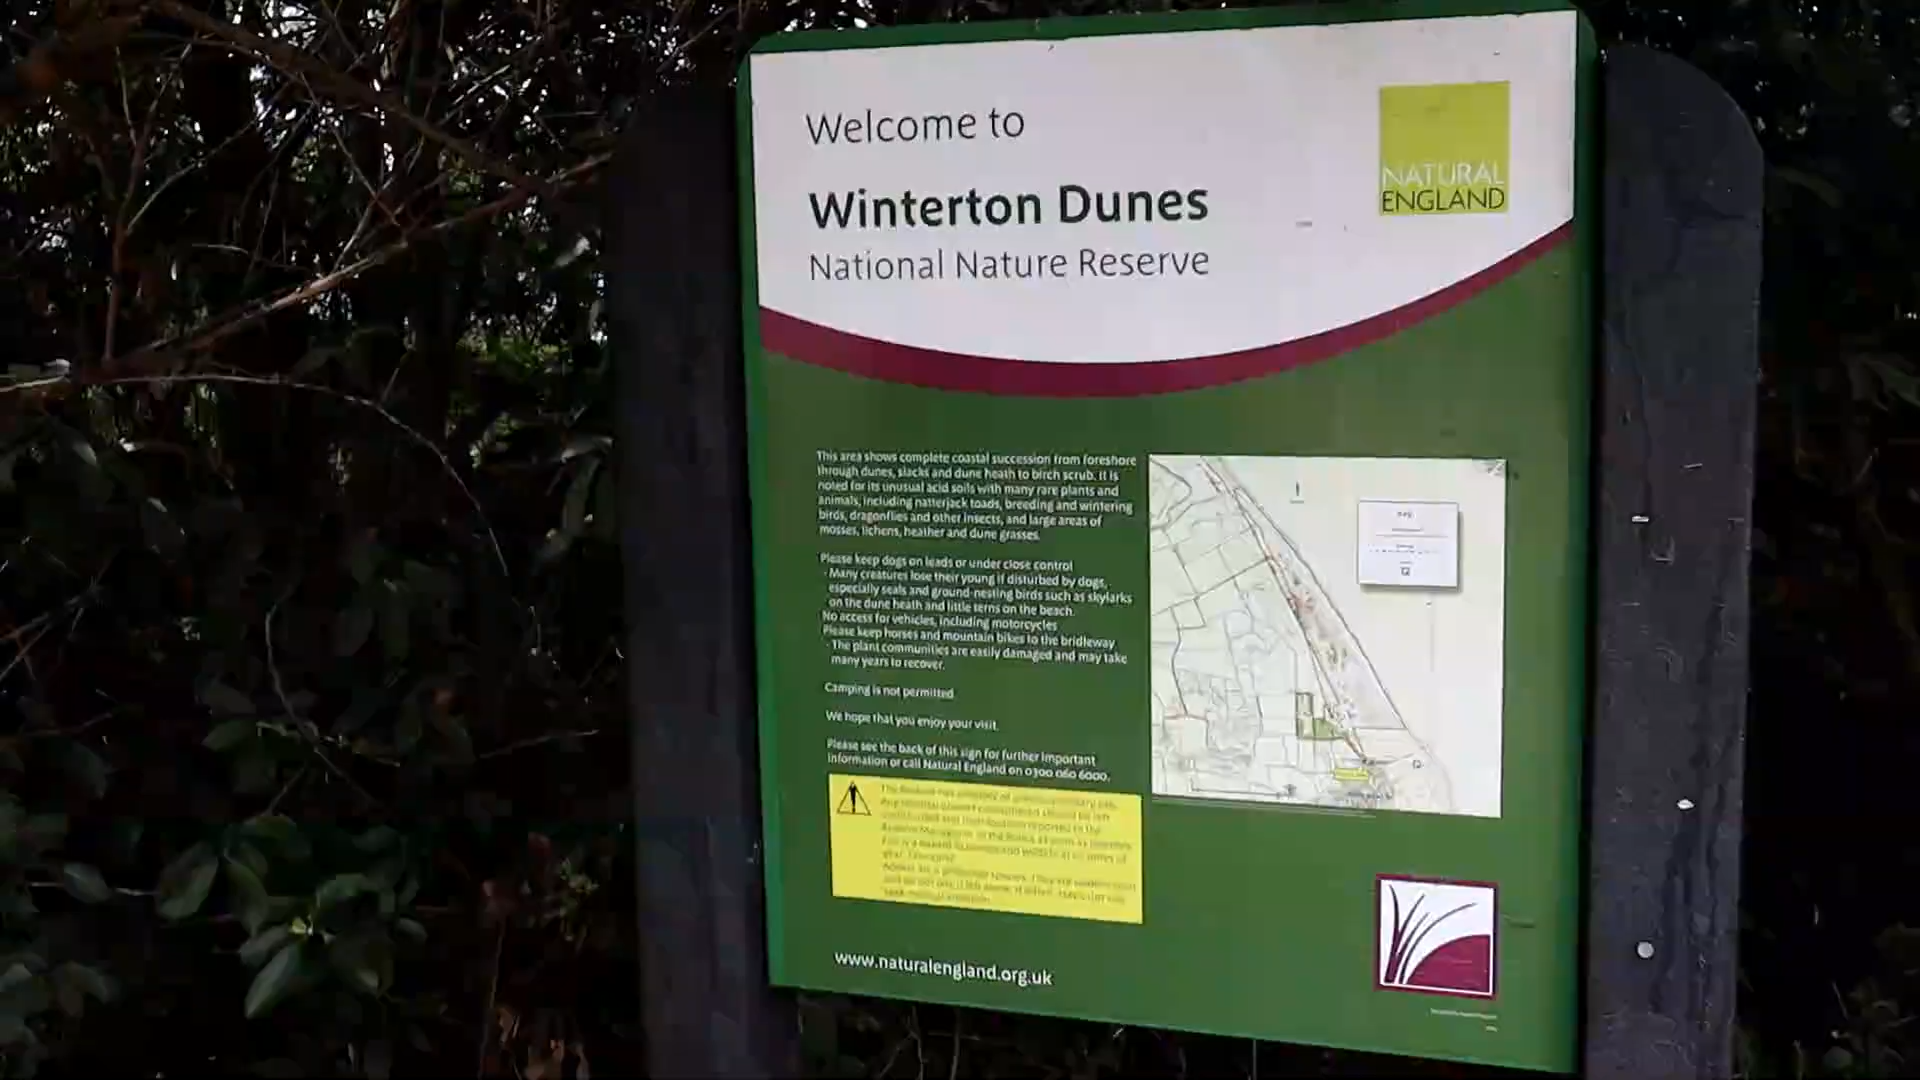 Welcome to
Winterton Dunes
National Nature Reserve
NATURAL
ENGLAND
This area shows complete coastal succession from foreshore
through dunes, slacks and dune heath to birch scrub. It is
noted for its unusual acid soils with many rare plants and
animals, including natterjack toads, breeding and wintering
birds, dragonflies and other insects, and large areas of
mosses, lichens, heather and dune grasses.
Please keep dogs on leads or under close control
- Many creatures lose their young if disturbed by dogs,
especially seals and ground-nesting birds such as skylarks
on the dune heath and little terns on the beach.
No access for vehicles, including motorcycles
Please keep horses and mountain bikes to the bridleway
- The plant communities are easily damaged and may take
many years to recover.
Camping is not permitted
We hope that you enjoy your visit.
Please see the back of this sign for further important
information or call Natural England on 0300 060 6000.
www.naturalengland.org.uk